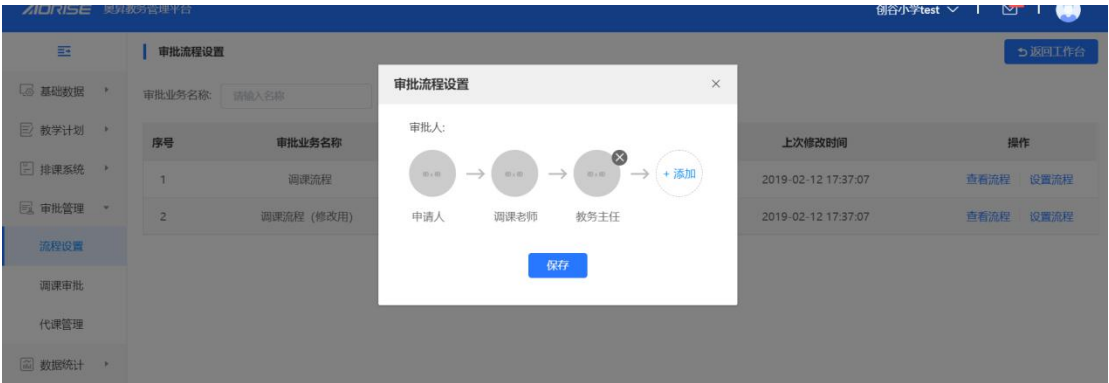 AIORISE 奥昇教务管理平台
创谷小学test
审批流程设置
返回工作台
基础数据
审批业务名称: 请输入名称
教学计划
排课系统
审批管理
流程设置
调课审批
代课管理
数据统计
序号 审批业务名称 上次修改时间 操作
1 调课流程 2019-02-12 17:37:07 查看流程 设置流程
2 调课流程 (修改用) 2019-02-12 17:37:07 查看流程 设置流程
审批流程设置
审批人:
+ 添加
申请人 调课老师 教务主任
保存